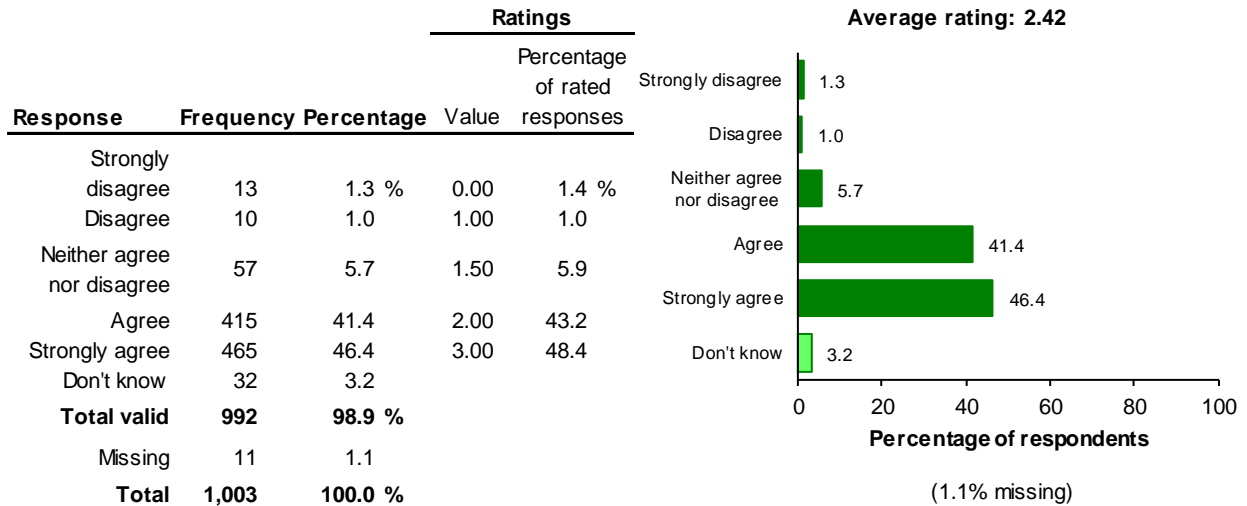 Ratings
Response Frequency Percentage Value Percentage of rated responses
Strongly disagree 13 1.3 % 0.00 1.4 %
Disagree 10 1.0 1.00 1.0
Neither agree nor disagree 57 5.7 1.50 5.9
Agree 415 41.4 2.00 43.2
Strongly agree 465 46.4 3.00 48.4
Don't know 32 3.2
Total valid 992 98.9 %
Missing 11 1.1
Total 1,003 100.0 %
Average rating: 2.42
Strongly disagree 1.3
Disagree 1.0
Neither agree
nor disagree 5.7
Agree 41.4
Strongly agree 46.4
Don't know 3.2
0 20 40 60 80 100
Percentage of respondents
(1.1% missing)